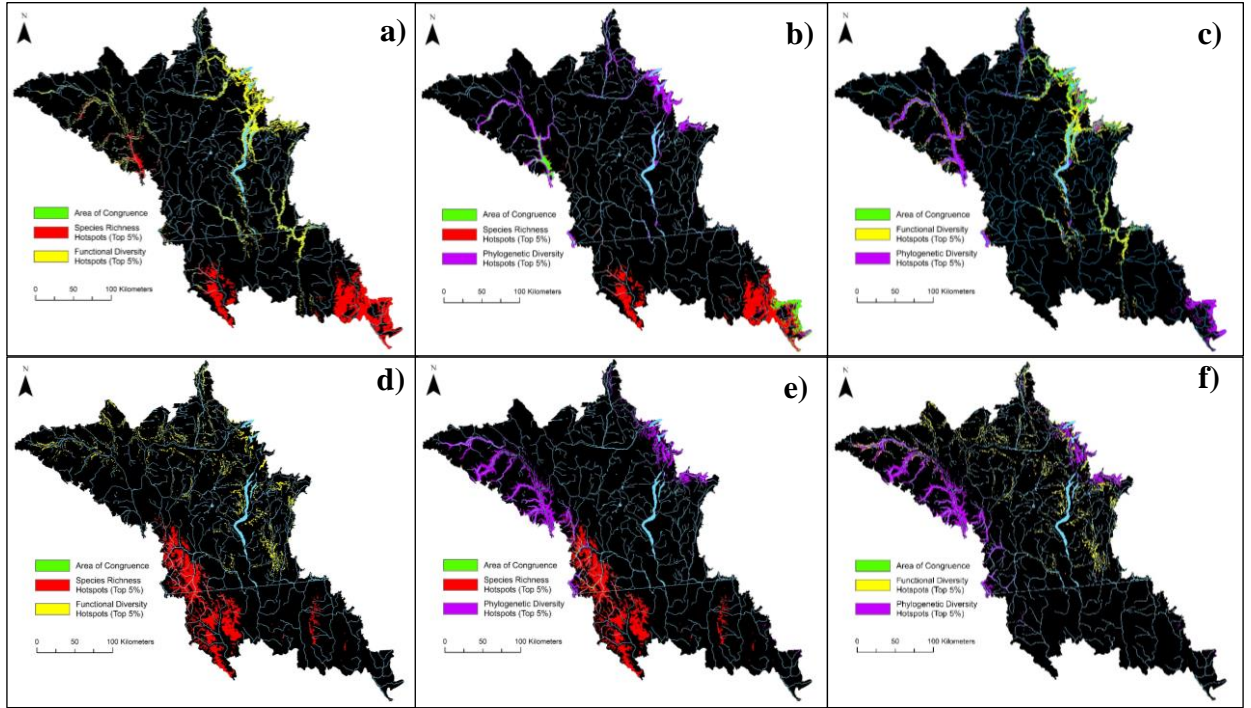 N
a)
Area of Congruence
Species Richness
Hotspots (Top 5%)
Functional Diversity
Hotspots (Top 5%)
0 50 100 Kilometers
N
b)
Area of Congruence
Species Richness
Hotspots (Top 5%)
Phylogenetic Diversity
Hotspots (Top 5%)
0 50 100 Kilometers
N
c)
Area of Congruence
Functional Diversity
Hotspots (Top 5%)
Phylogenetic Diversity
Hotspots (Top 5%)
0 50 100 Kilometers
N
d)
Area of Congruence
Species Richness
Hotspots (Top 5%)
Functional Diversity
Hotspots (Top 5%)
0 50 100 Kilometers
N
e)
Area of Congruence
Species Richness
Hotspots (Top 5%)
Phylogenetic Diversity
Hotspots (Top 5%)
0 50 100 Kilometers
N
f)
Area of Congruence
Functional Diversity
Hotspots (Top 5%)
Phylogenetic Diversity
Hotspots (Top 5%)
0 50 100 Kilometers